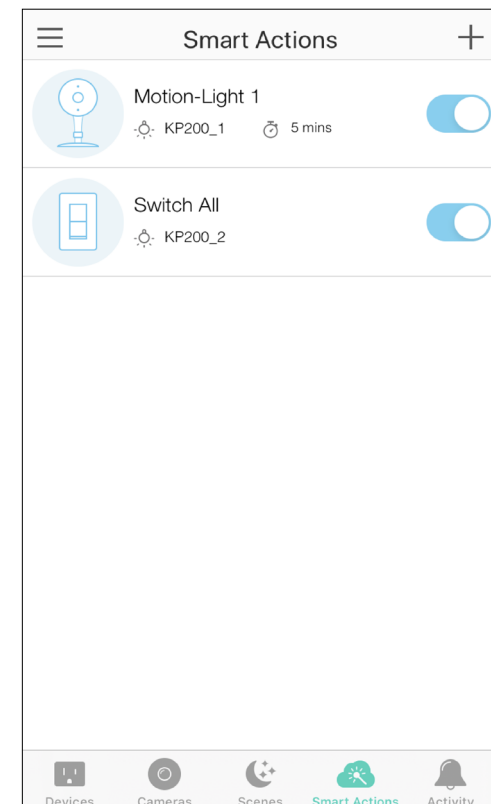 Smart Actions
Motion-Light 1
KP200_1 5 mins
Switch All
KP200_2
Devices Cameras Scenes Smart Actions Activity